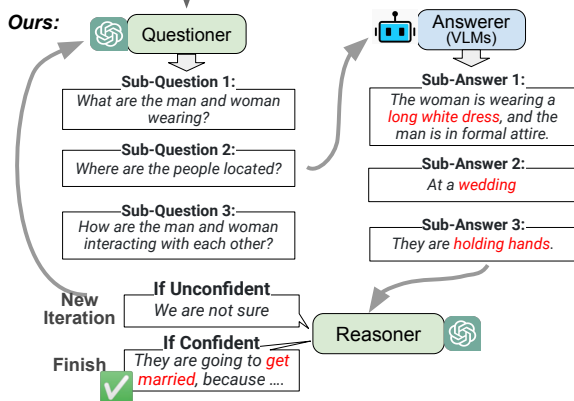 Ours:
Questioner
Answerer
(VLMs)
Sub-Question 1:
What are the man and woman
wearing?
Sub-Question 2:
Where are the people located?
Sub-Question 3:
How are the man and woman
interacting with each other?
Sub-Answer 1:
The woman is wearing a
long white dress, and the
man is in formal attire.
Sub-Answer 2:
At a wedding
Sub-Answer 3:
They are holding hands.
If Unconfident
We are not sure
New
Iteration
Reasoner
If Confident
They are going to get
married, because ....
Finish